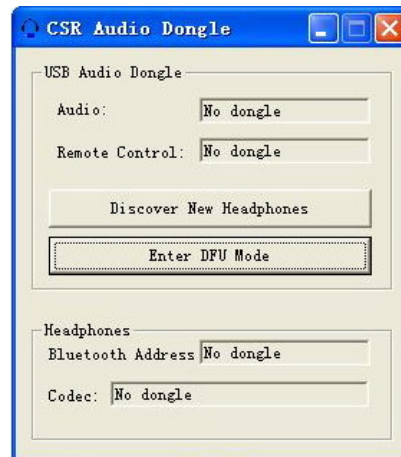 CSR Audio Dongle
USB Audio Dongle
Audio: No dongle
Remote Control: No dongle
Discover New Headphones
Enter DFU Mode
Headphones
Bluetooth Address No dongle
Codec: No dongle